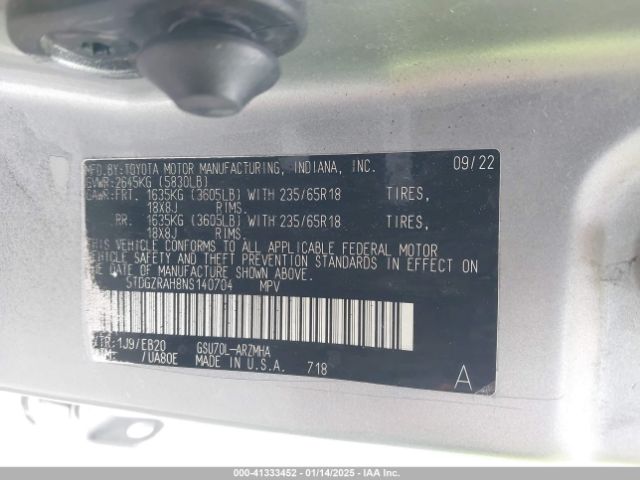 MFD.BY:TOYOTA MOTOR MANUFACTURING, INDIANA, INC. 09/22
GVWR:2645KG (5830LB)
GAWR:FRT. 1635KG (3605LB) WITH 235/65R18 TIRES,
18X8J RIMS.
RR. 1635KG (3605LB) WITH 235/65R18 TIRES,
18X8J RIMS
THIS VEHICLE CONFORMS TO ALL APPLICABLE FEDERAL MOTOR
VEHICLE SAFETY, BUMPER, AND THEFT PREVENTION STANDARDS IN EFFECT ON
THE DATE OF MANUFACTURE SHOWN ABOVE.
5TDGZRAH8NS140704 MPV
C/TR:1J9/EB20 GSU70L-ARZMHA
/UA80E MADE IN U.S.A. 718
A
000-41333452 - 01/14/2025 - IAA Inc.